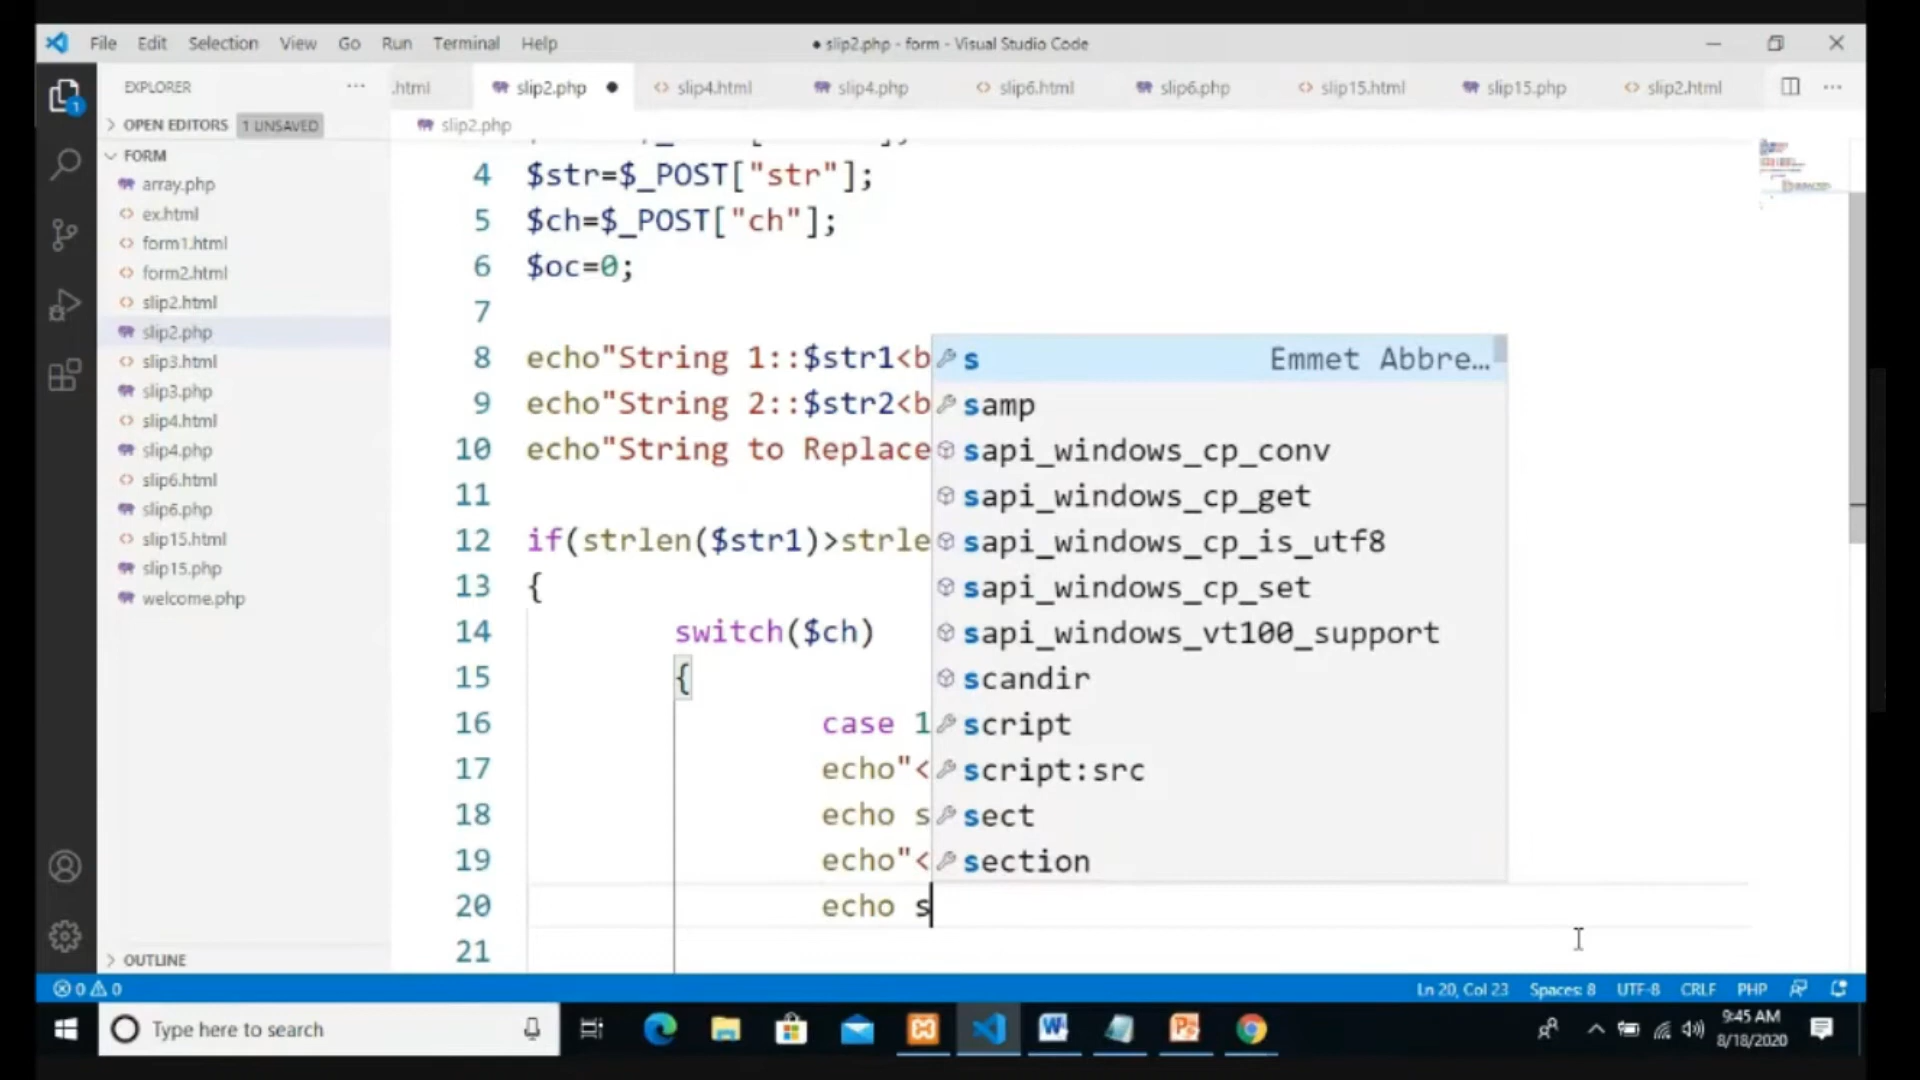 File Edit Selection View Go Run Terminal Help
● slip2.php - form - Visual Studio Code
EXPLORER ...
.html slip2.php ● slip4.html slip4.php slip6.html slip6.php slip15.html slip15.php slip2.html ...
OPEN EDITORS 1 UNSAVED
slip2.php
FORM
array.php
ex.html
form1.html
form2.html
slip2.html
slip2.php
slip3.html
slip3.php
slip4.html
slip4.php
slip6.html
slip6.php
slip15.html
slip15.php
welcome.php
OUTLINE
1
4 $str=$_POST["str"];
5 $ch=$_POST["ch"];
6 $oc=0;
7
8 echo"String 1::$str1<b
9 echo"String 2::$str2<b
10 echo"String to Replace
11
12 if(strlen($str1)>strle
13 {
14 switch($ch)
15 {
16 case 1
17 echo"<
18 echo s
19 echo"<
20 echo s
21
s Emmet Abbre...
samp
sapi_windows_cp_conv
sapi_windows_cp_get
sapi_windows_cp_is_utf8
sapi_windows_cp_set
sapi_windows_vt100_support
scandir
script
script:src
sect
section
0 0
Ln 20, Col 23 Spaces: 8 UTF-8 CRLF PHP
Type here to search
9:45 AM
8/18/2020